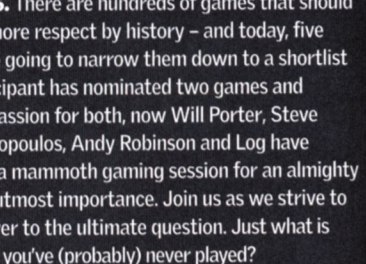 There are hundreds of games that should
more respect by history – and today, five
going to narrow them down to a shortlist
cipant has nominated two games and
assion for both, now Will Porter, Steve
opoulos, Andy Robinson and Log have
a mammoth gaming session for an almighty
utmost importance. Join us as we strive to
er to the ultimate question. Just what is
you've (probably) never played?